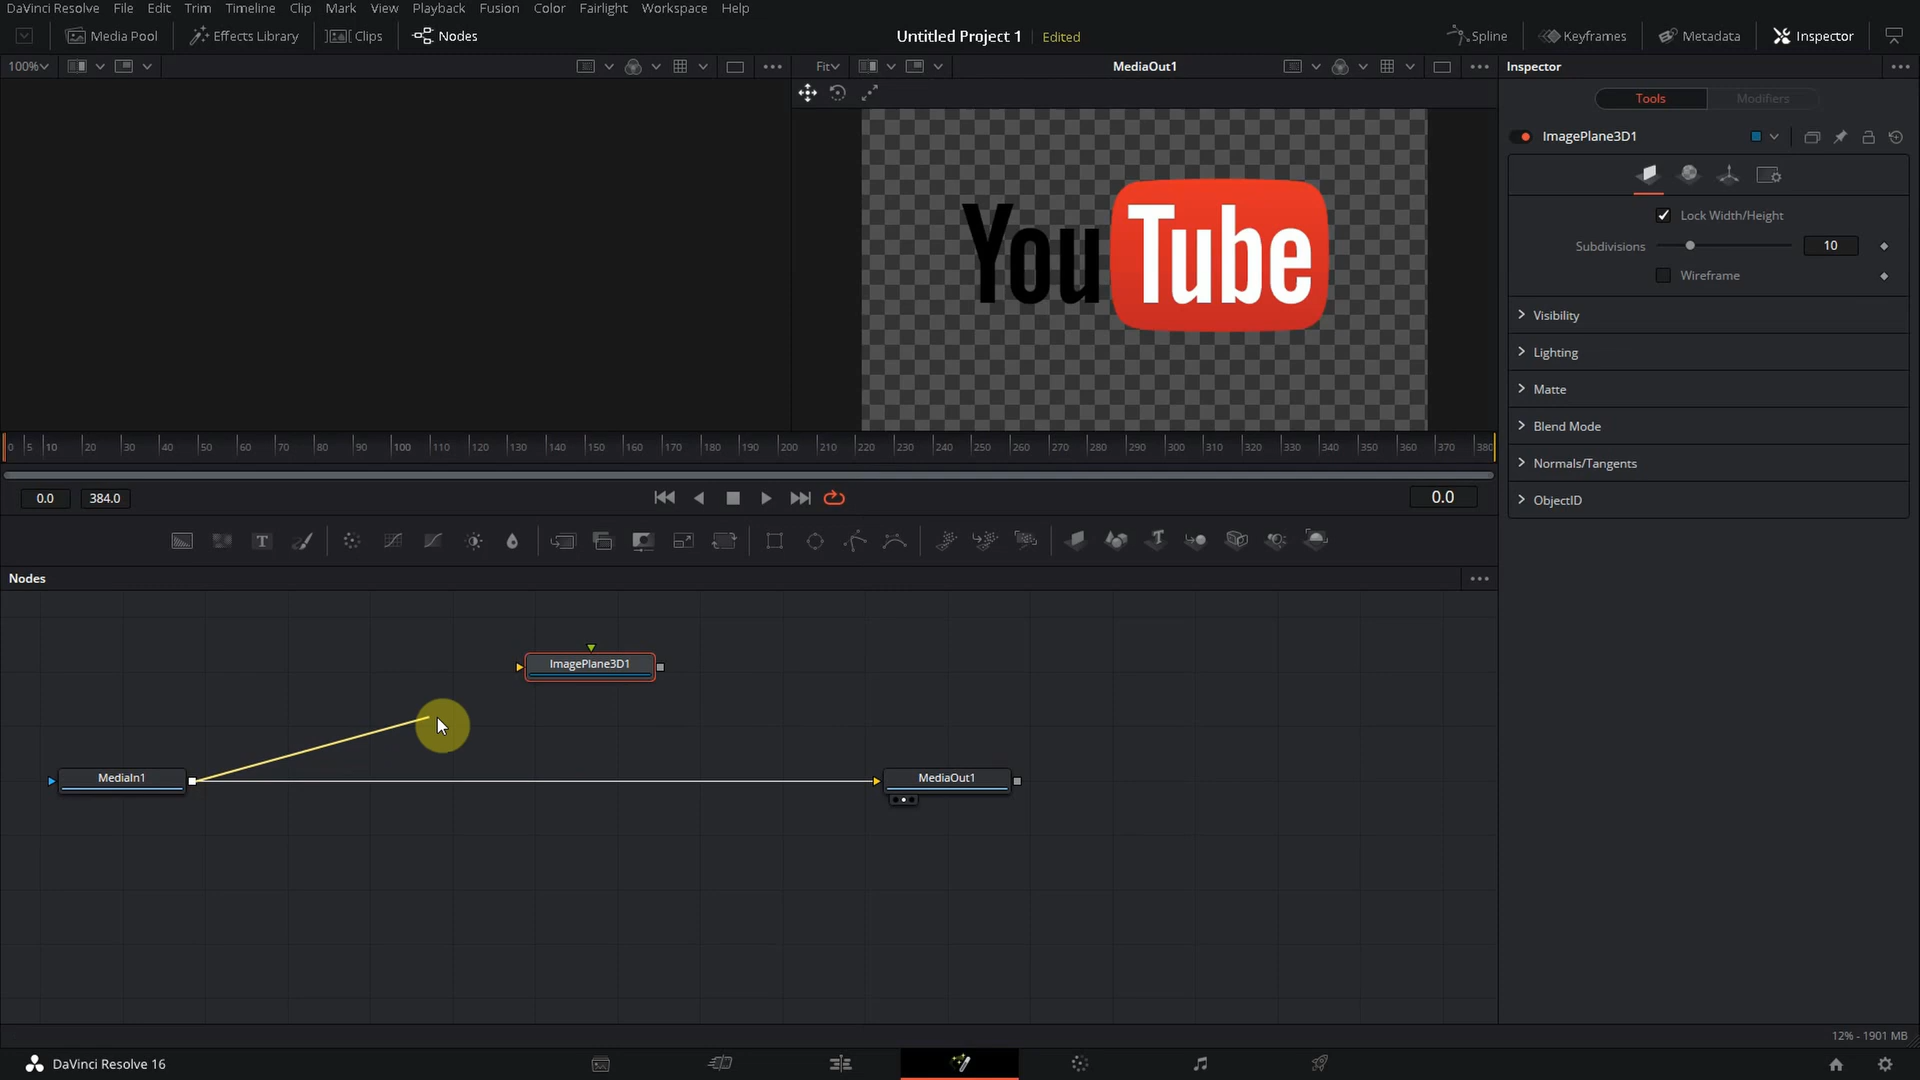 DaVinci Resolve File Edit Trim Timeline Clip Mark View Playback Fusion Color Fairlight Workspace Help
Media Pool Effects Library Clips Nodes Untitled Project 1 Edited Spline Keyframes Metadata Inspector
100% Fit MediaOut1 Inspector
Tools Modifiers
ImagePlane3D1
Lock Width/Height
Subdivisions 10
Wireframe
Visibility
Lighting
Matte
Blend Mode
Normals/Tangents
ObjectID
You Tube
0 5 10 20 30 40 50 60 70 80 90 100 110 120 130 140 150 160 170 180 190 200 210 220 230 240 250 260 270 280 290 300 310 320 330 340 350 360 370 380
0.0 384.0 0.0
T
Nodes
ImagePlane3D1
MediaIn1 MediaOut1
12% - 1901 MB
DaVinci Resolve 16